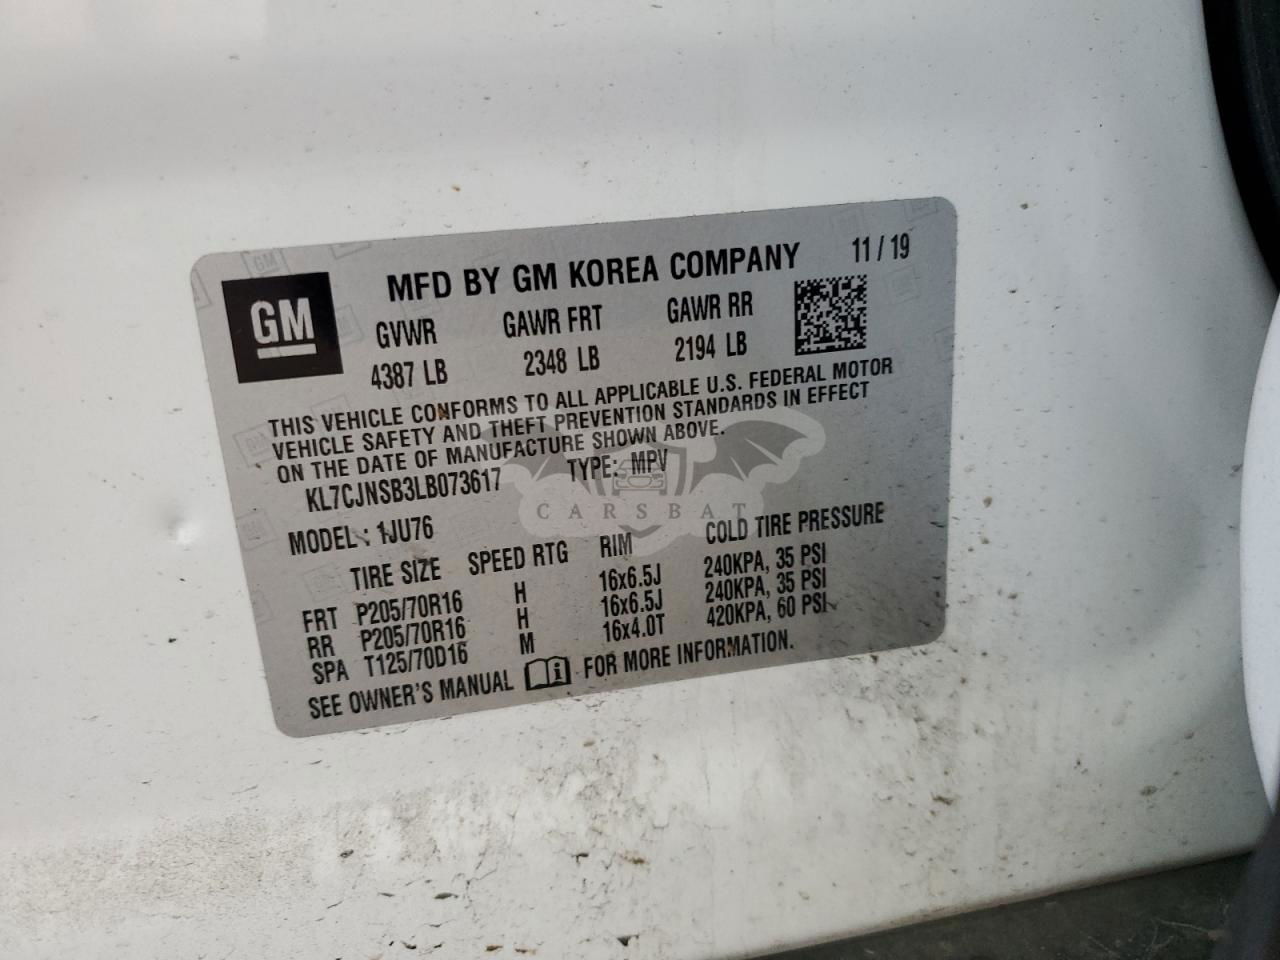 GM
MFD BY GM KOREA COMPANY 11 / 19
GVWR GAWR FRT GAWR RR
4387 LB 2348 LB 2194 LB
THIS VEHICLE CONFORMS TO ALL APPLICABLE U.S. FEDERAL MOTOR
VEHICLE SAFETY AND THEFT PREVENTION STANDARDS IN EFFECT
ON THE DATE OF MANUFACTURE SHOWN ABOVE.
KL7CJNSB3LB073617 TYPE: MPV
CARSBAT
MODEL : 1JU76
TIRE SIZE SPEED RTG RIM COLD TIRE PRESSURE
FRT P205/70R16 H 16x6.5J 240KPA, 35 PSI
RR P205/70R16 H 16x6.5J 240KPA, 35 PSI
SPA T125/70D16 M 16x4.0T 420KPA, 60 PSI
SEE OWNER'S MANUAL i FOR MORE INFORMATION.